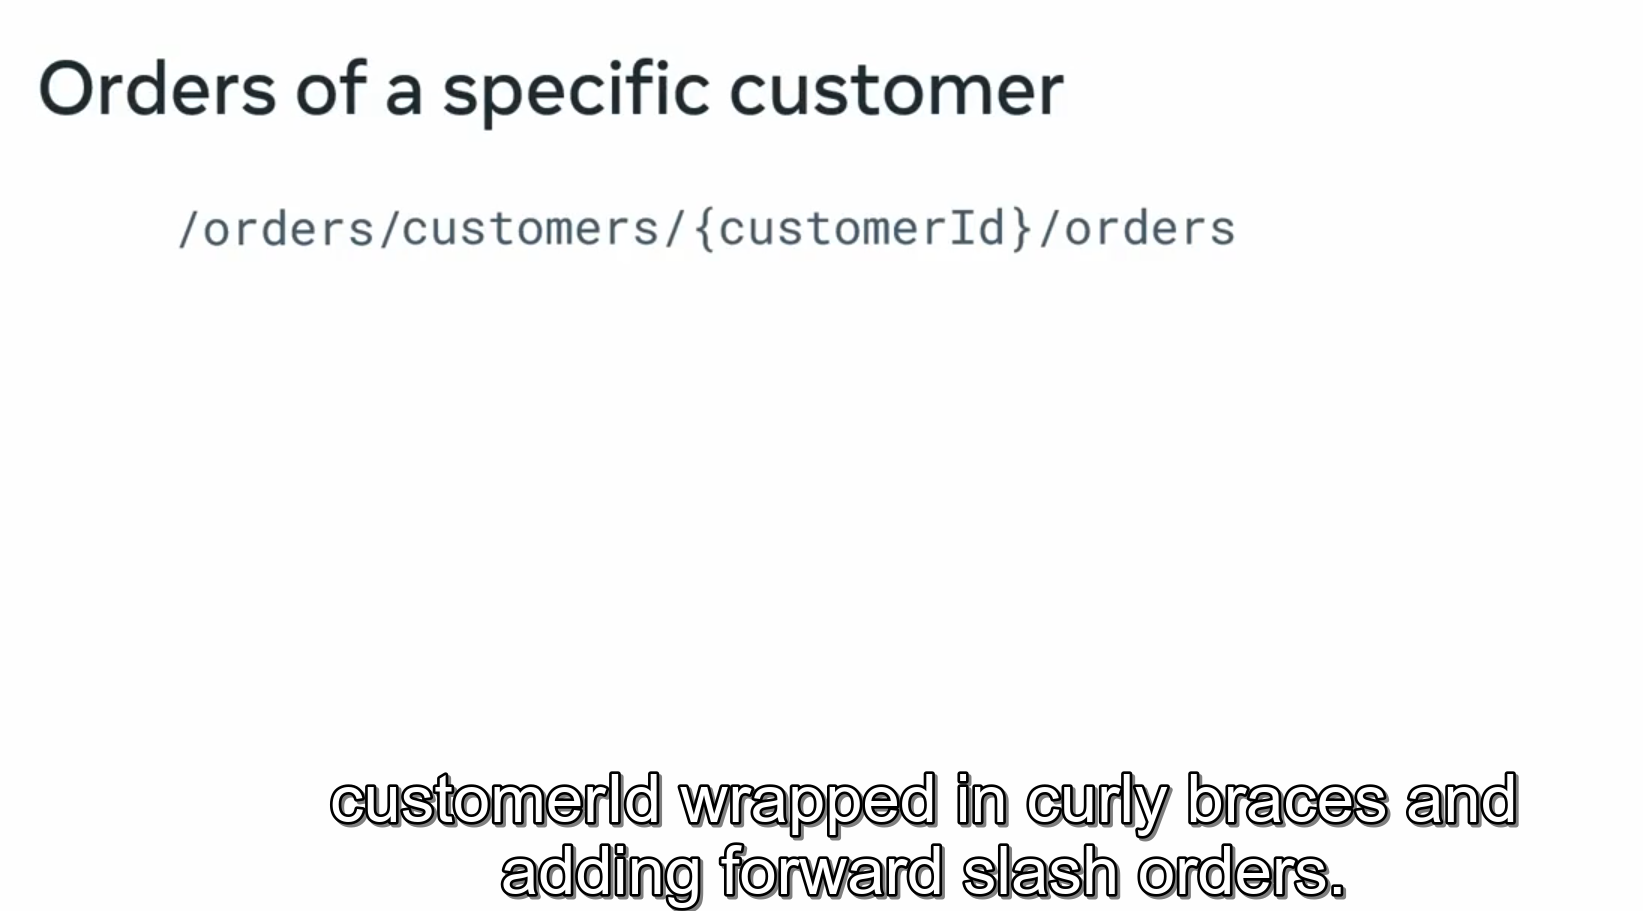 Orders of a specific customer
/orders/customers/{customerId}/orders
customerId wrapped in curly braces and
adding forward slash orders.